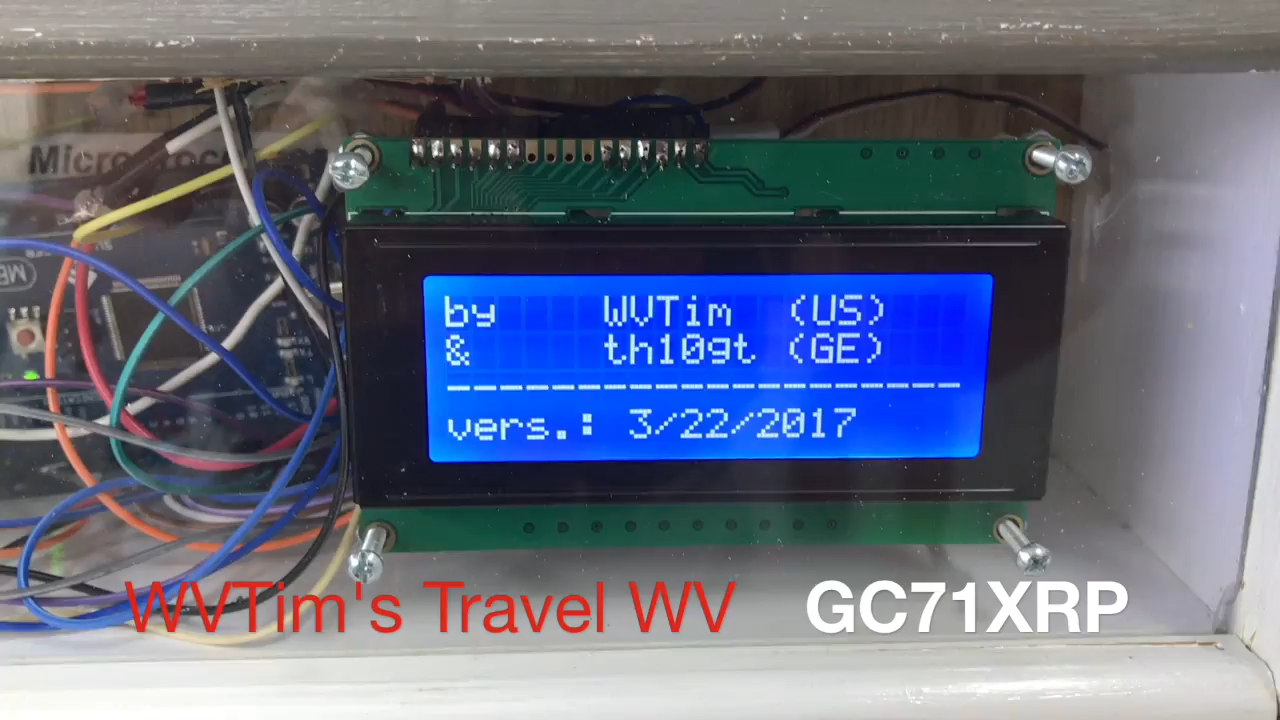 by WVTim (US)
& th10gt (GE)
--------------------
vers.: 3/22/2017
WVTim's Travel WV GC71XRP